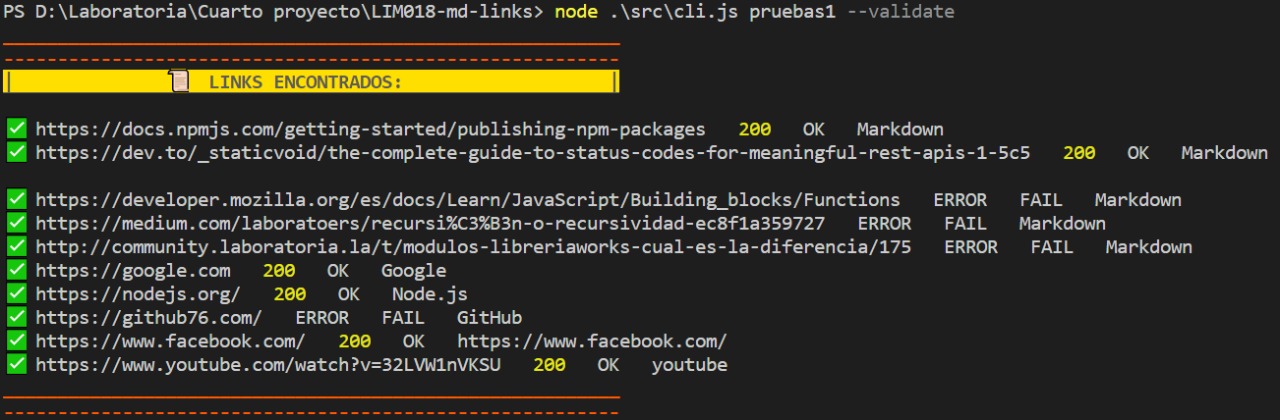 PS D:\Laboratoria\Cuarto proyecto\LIM018-md-links> node .\src\cli.js pruebas1 --validate
---------------------------------------------------------
| 📜 LINKS ENCONTRADOS: |
✅ https://docs.npmjs.com/getting-started/publishing-npm-packages 200 OK Markdown
✅ https://dev.to/_staticvoid/the-complete-guide-to-status-codes-for-meaningful-rest-apis-1-5c5 200 OK Markdown
✅ https://developer.mozilla.org/es/docs/Learn/JavaScript/Building_blocks/Functions ERROR FAIL Markdown
✅ https://medium.com/laboratoers/recursi%C3%B3n-o-recursividad-ec8f1a359727 ERROR FAIL Markdown
✅ http://community.laboratoria.la/t/modulos-libreriaworks-cual-es-la-diferencia/175 ERROR FAIL Markdown
✅ https://google.com 200 OK Google
✅ https://nodejs.org/ 200 OK Node.js
✅ https://github76.com/ ERROR FAIL GitHub
✅ https://www.facebook.com/ 200 OK https://www.facebook.com/
✅ https://www.youtube.com/watch?v=32LVW1nVKSU 200 OK youtube
---------------------------------------------------------